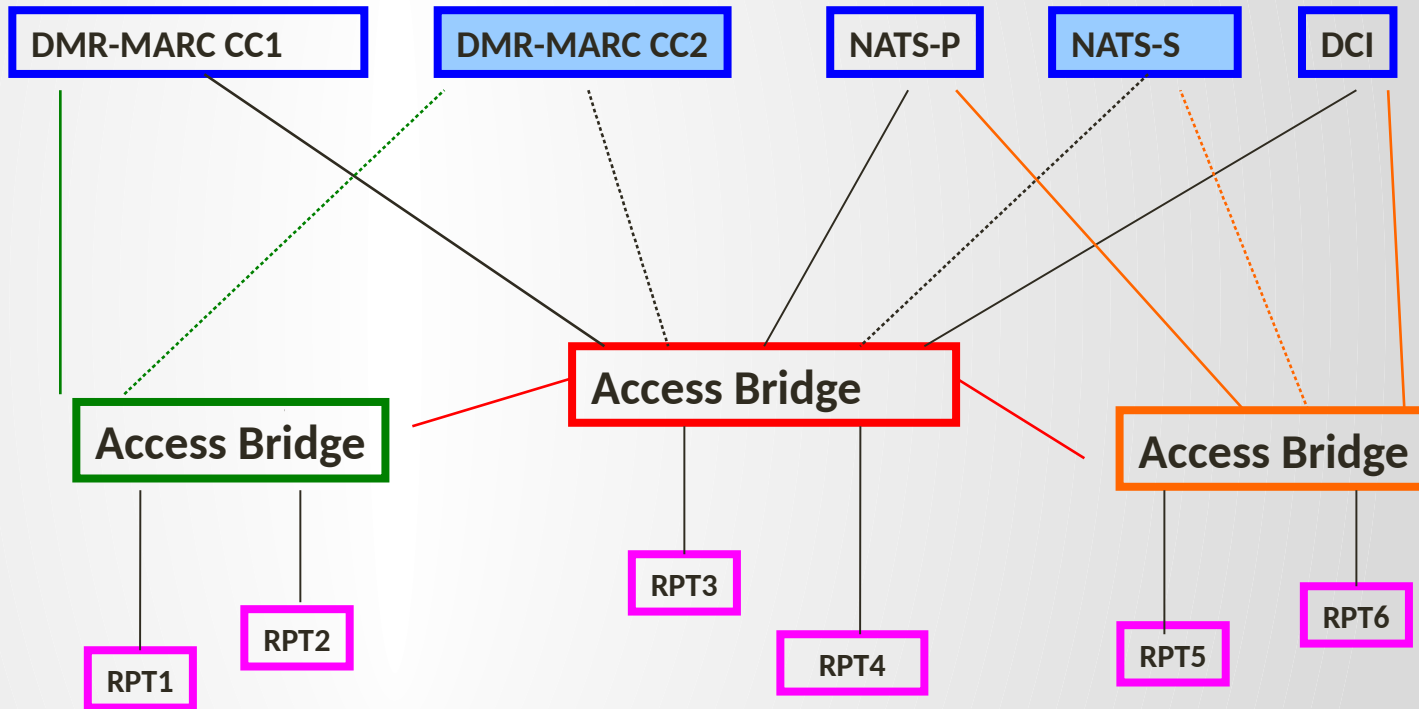 DMR-MARC CC1
DMR-MARC CC2
NATS-P
NATS-S
DCI
Access Bridge
Access Bridge
Access Bridge
RPT3
RPT6
RPT2
RPT4
RPT5
RPT1